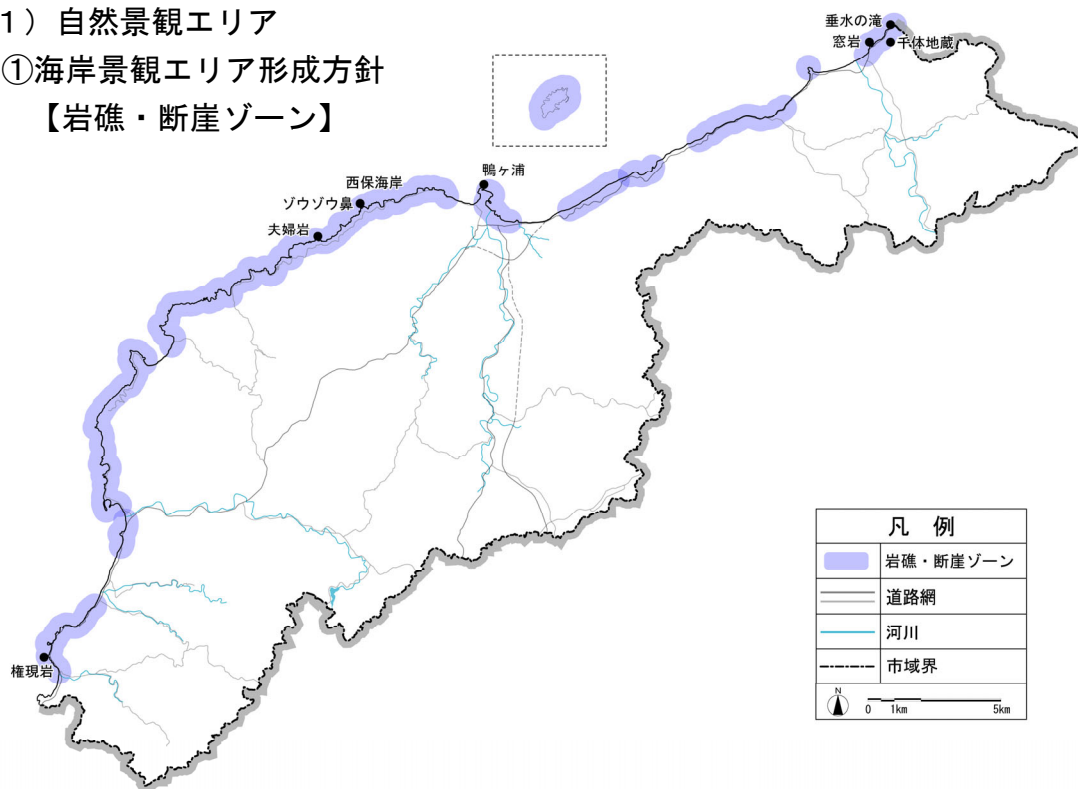 1）自然景観エリア
①海岸景観エリア形成方針
【岩礁・断崖ゾーン】
垂水の滝
窓岩
千体地蔵
鴨ヶ浦
西保海岸
ゾウゾウ鼻
夫婦岩
権現岩
凡 例
岩礁・断崖ゾーン
道路網
河川
市域界
N
0 1km 5km